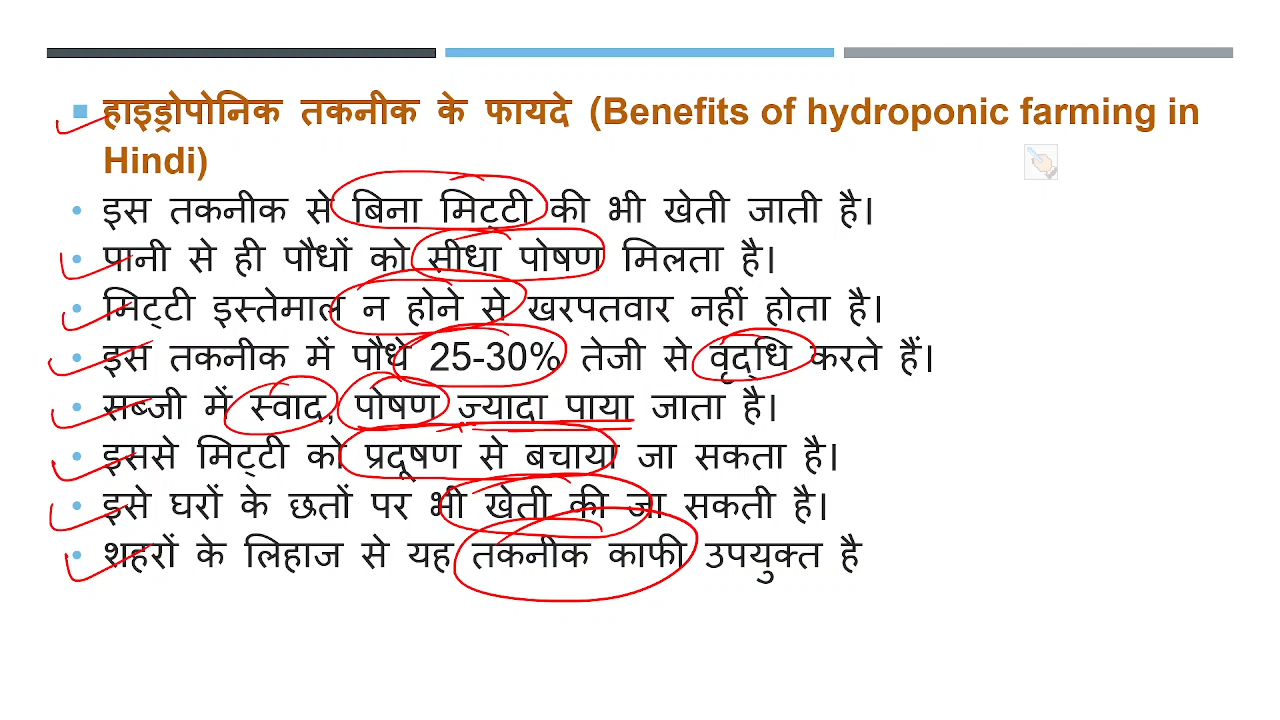 हाइड्रोपोनिक तकनीक के फायदे (Benefits of hydroponic farming in
Hindi)
इस तकनीक से बिना मिट्टी की भी खेती जाती है।
पानी से ही पौधों को सीधा पोषण मिलता है।
मिट्टी इस्तेमाल न होने से खरपतवार नहीं होता है।
इस तकनीक में पौधे 25-30% तेजी से वृद्धि करते हैं।
सब्जी में स्वाद, पोषण ज्यादा पाया जाता है।
इससे मिट्टी को प्रदूषण से बचाया जा सकता है।
इसे घरों के छतों पर भी खेती की जा सकती है।
शहरों के लिहाज से यह तकनीक काफी उपयुक्त है